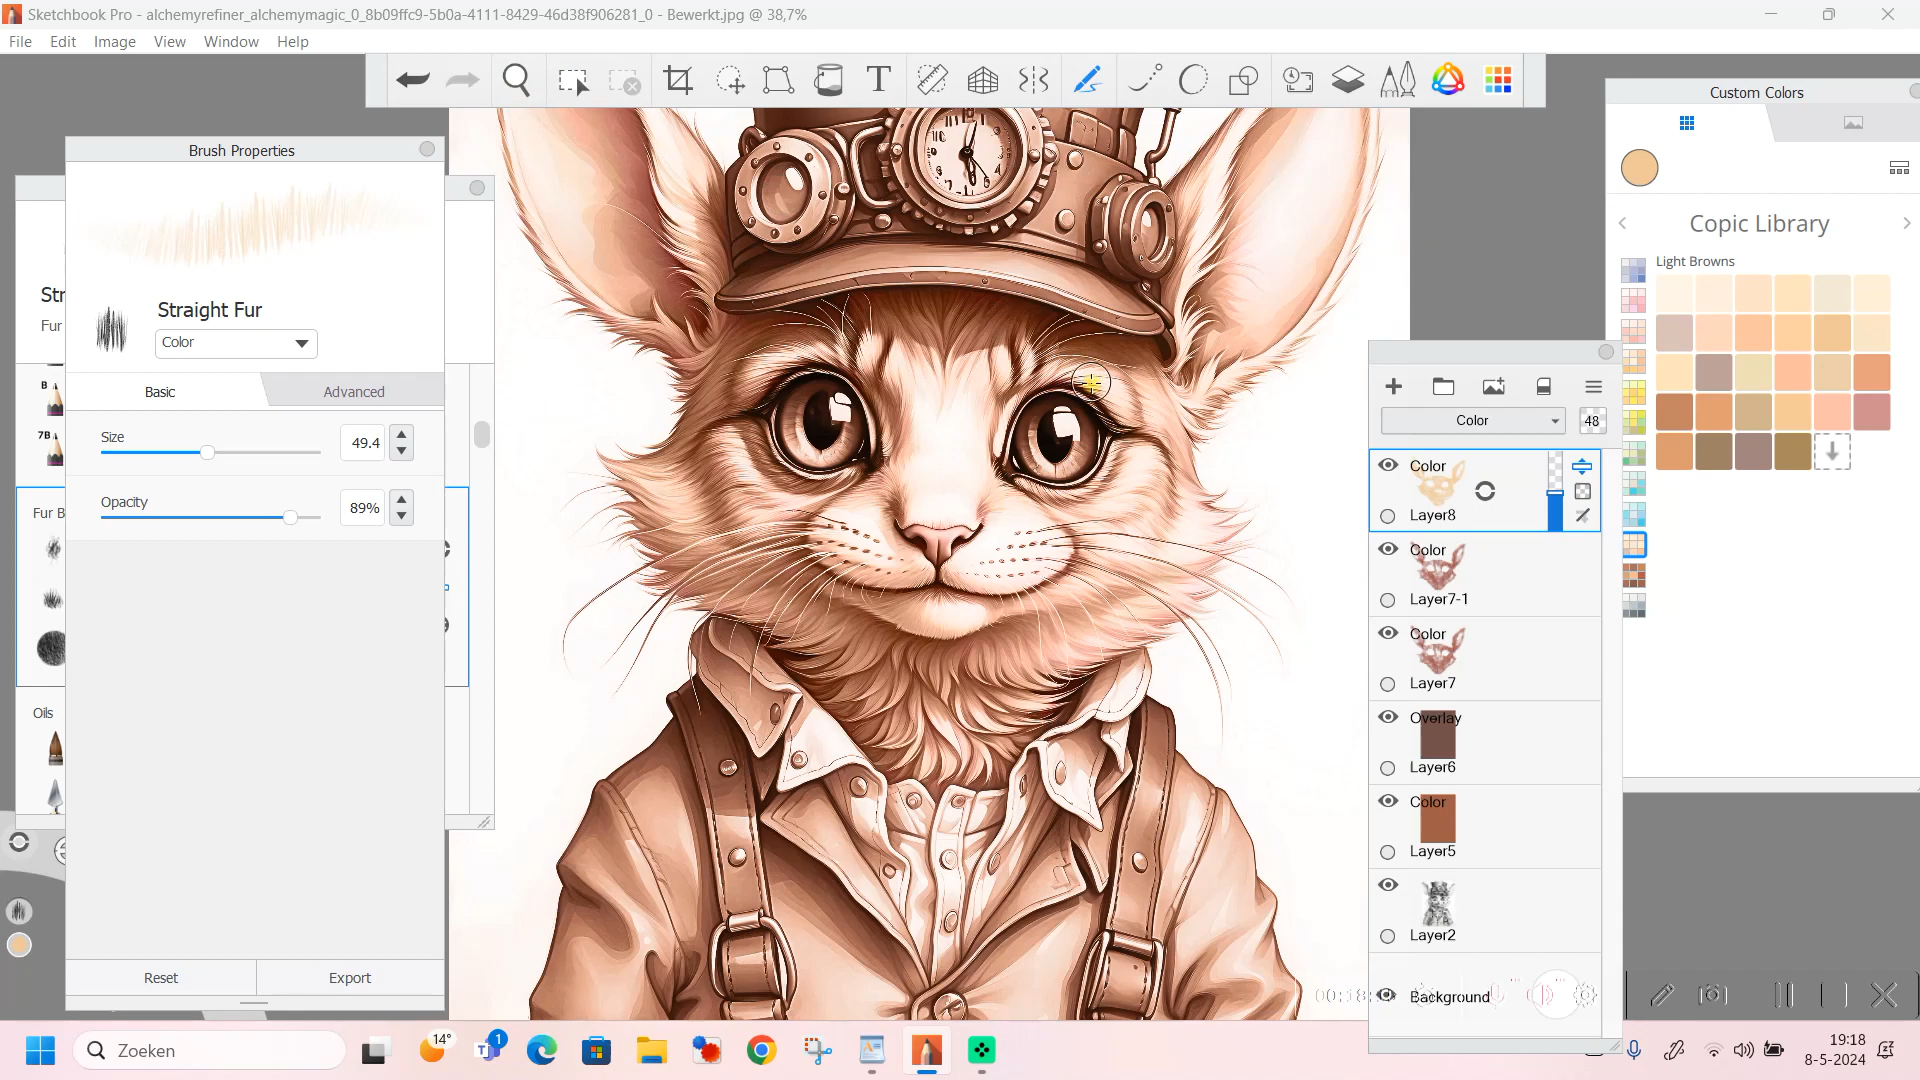 Sketchbook Pro - alchemyrefiner_alchemymagic_0_8b09ffc9-5b0a-4111-8429-46d38f906281_0 - Bewerkt.jpg @ 38,7%
File Edit Image View Window Help
T
Custom Colors
Copic Library
Light Browns
Brush Properties
Str
Fur
Straight Fur
Color
Basic Advanced
Size 49.4
Opacity 89%
B
7B
Fur B
Oils
Reset Export
Color 48
Color
Layer8
Color
Layer7-1
Color
Layer7
Overlay
Layer6
Color
Layer5
Layer2
Background
Zoeken
14°
1
19:18
8-5-2024